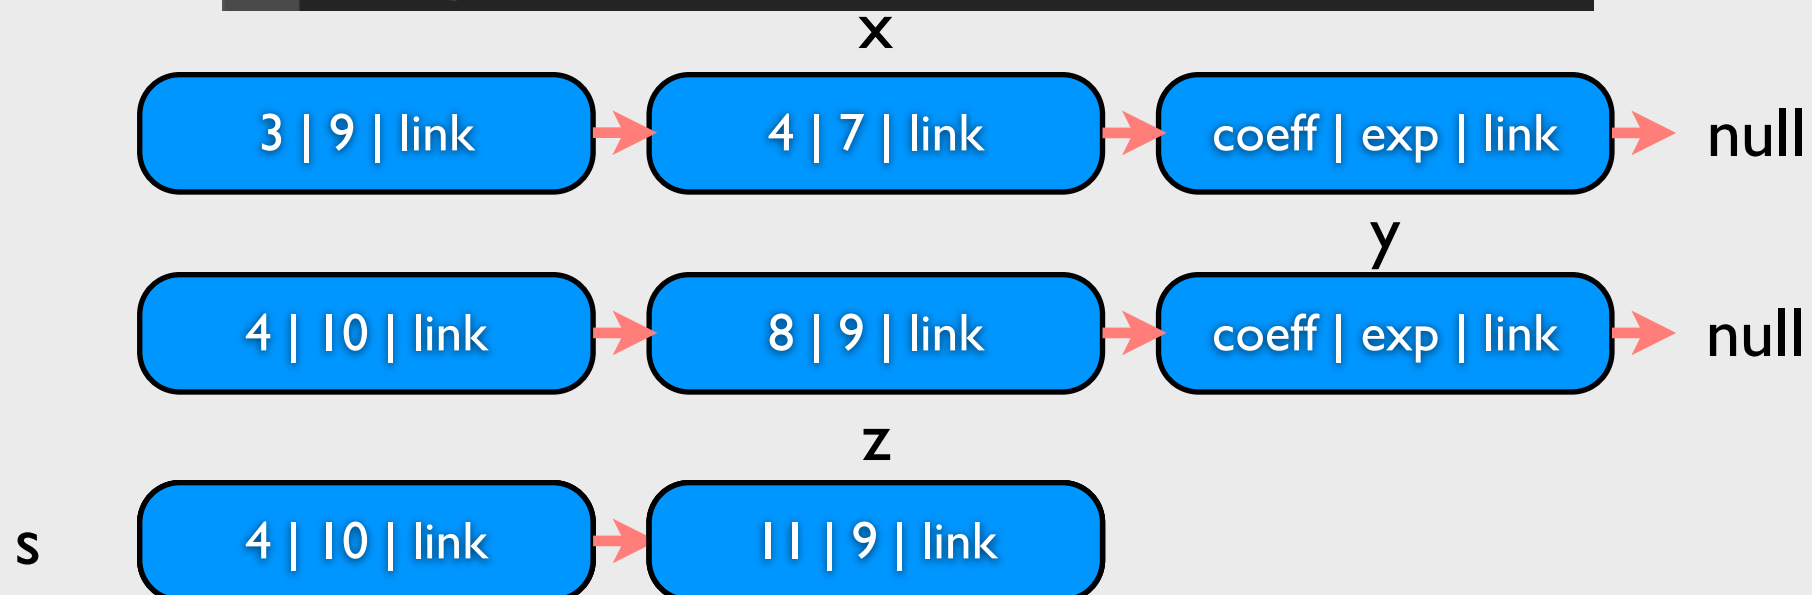 x
3 | 9 | link 4 | 7 | link coeff | exp | link null
y
4 | 10 | link 8 | 9 | link coeff | exp | link null
z
s 4 | 10 | link 11 | 9 | link